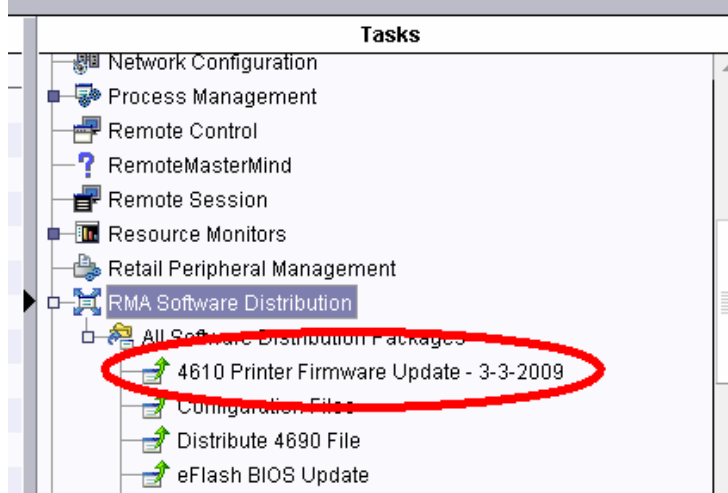 Tasks
Network Configuration
Process Management
Remote Control
RemoteMasterMind
Remote Session
Resource Monitors
Retail Peripheral Management
RMA Software Distribution
All Software Distribution Packages
4610 Printer Firmware Update - 3-3-2009
Configuration Files
Distribute 4690 File
eFlash BIOS Update